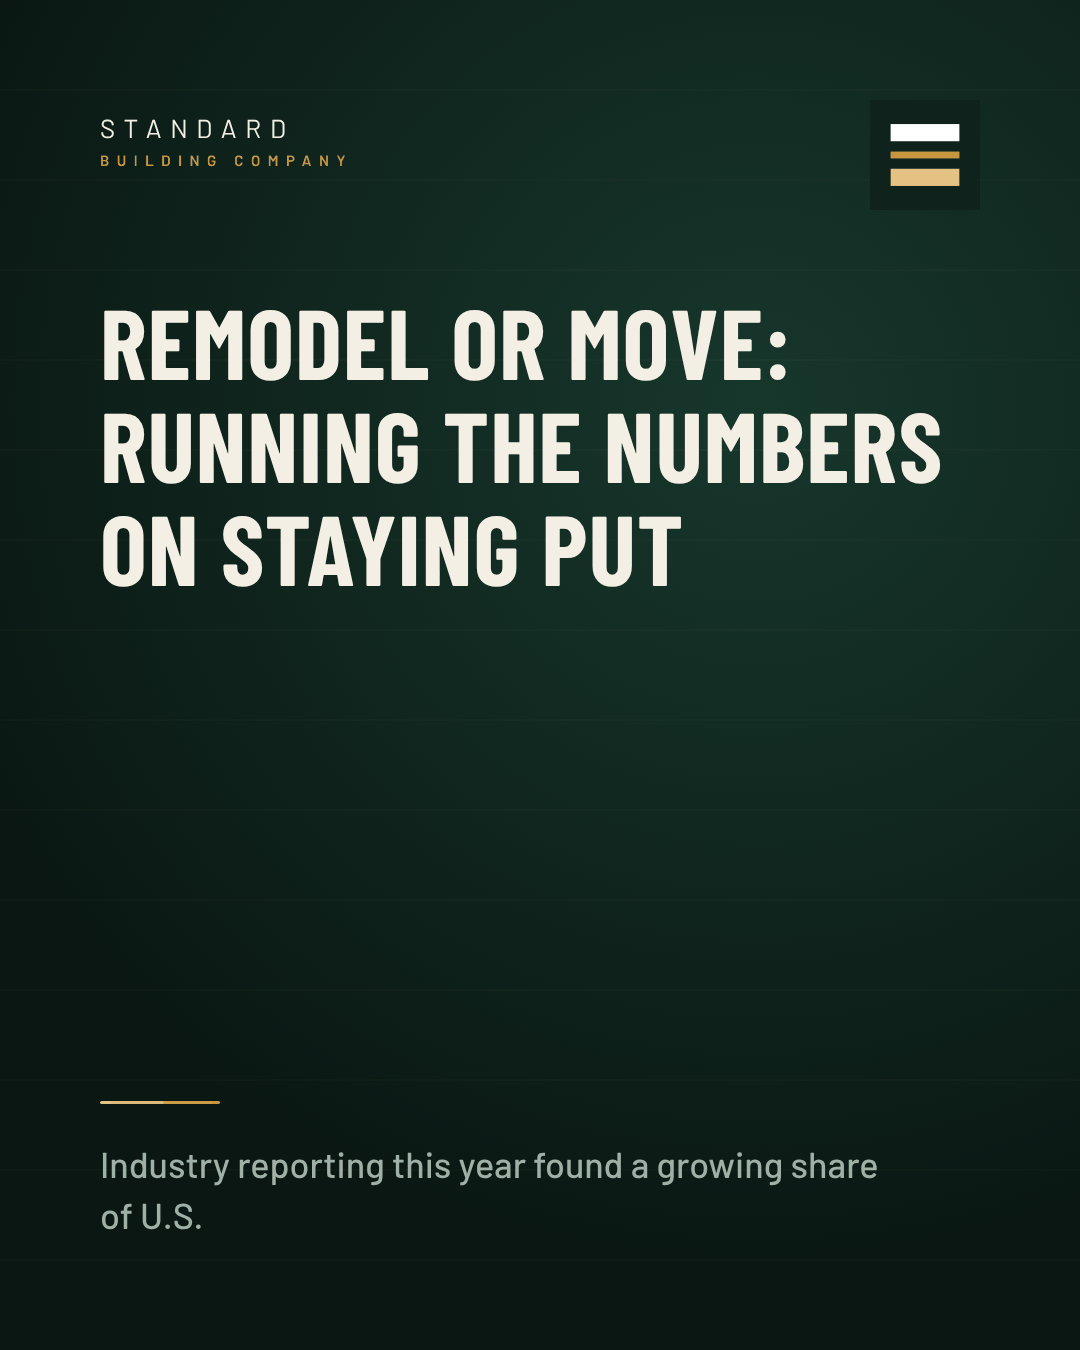 STANDARD
BUILDING COMPANY
REMODEL OR MOVE:
RUNNING THE NUMBERS
ON STAYING PUT
Industry reporting this year found a growing share
of U.S.